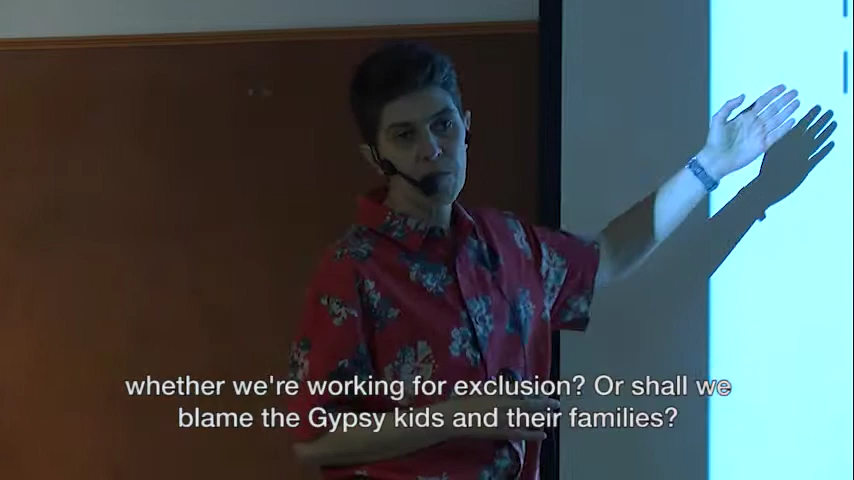 whether we're working for exclusion? Or shall we
blame the Gypsy kids and their families?